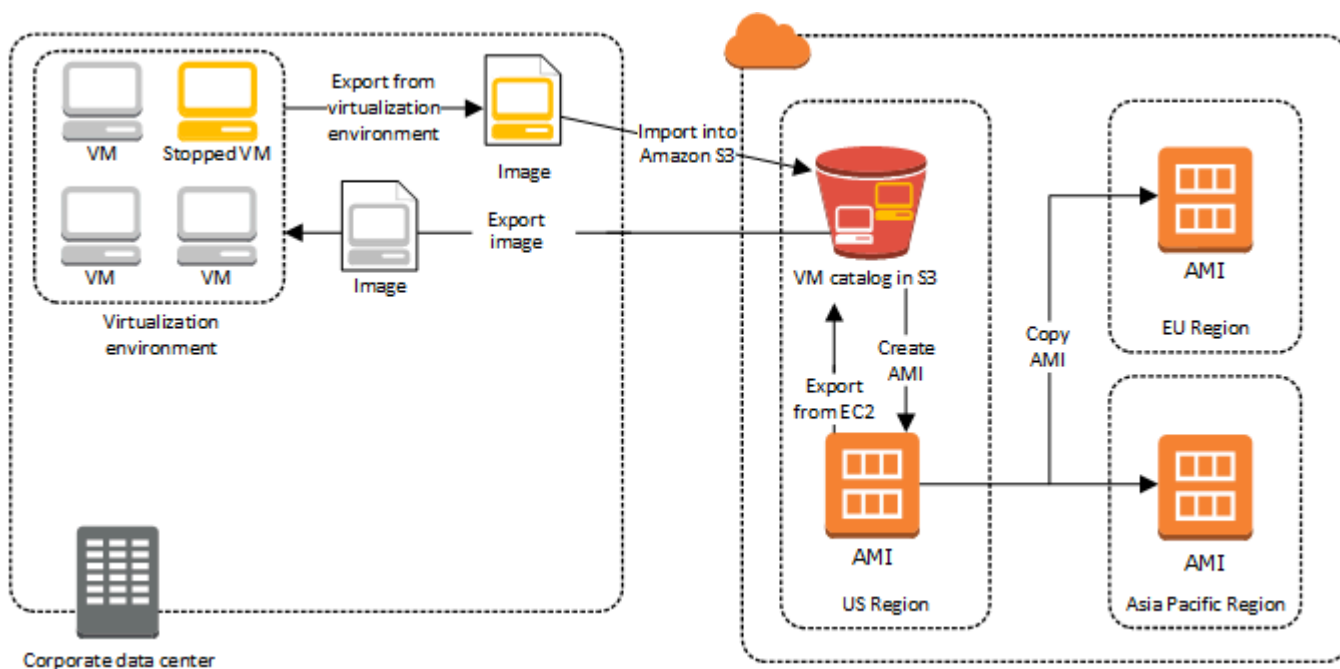 VM
Stopped VM
VM
VM
Virtualization
environment
Export from
virtualization
environment
Image
Import into
Amazon S3
Export
image
Image
Corporate data center
VM catalog in S3
Export
from EC2
Create
AMI
AMI
US Region
Copy
AMI
AMI
EU Region
AMI
Asia Pacific Region